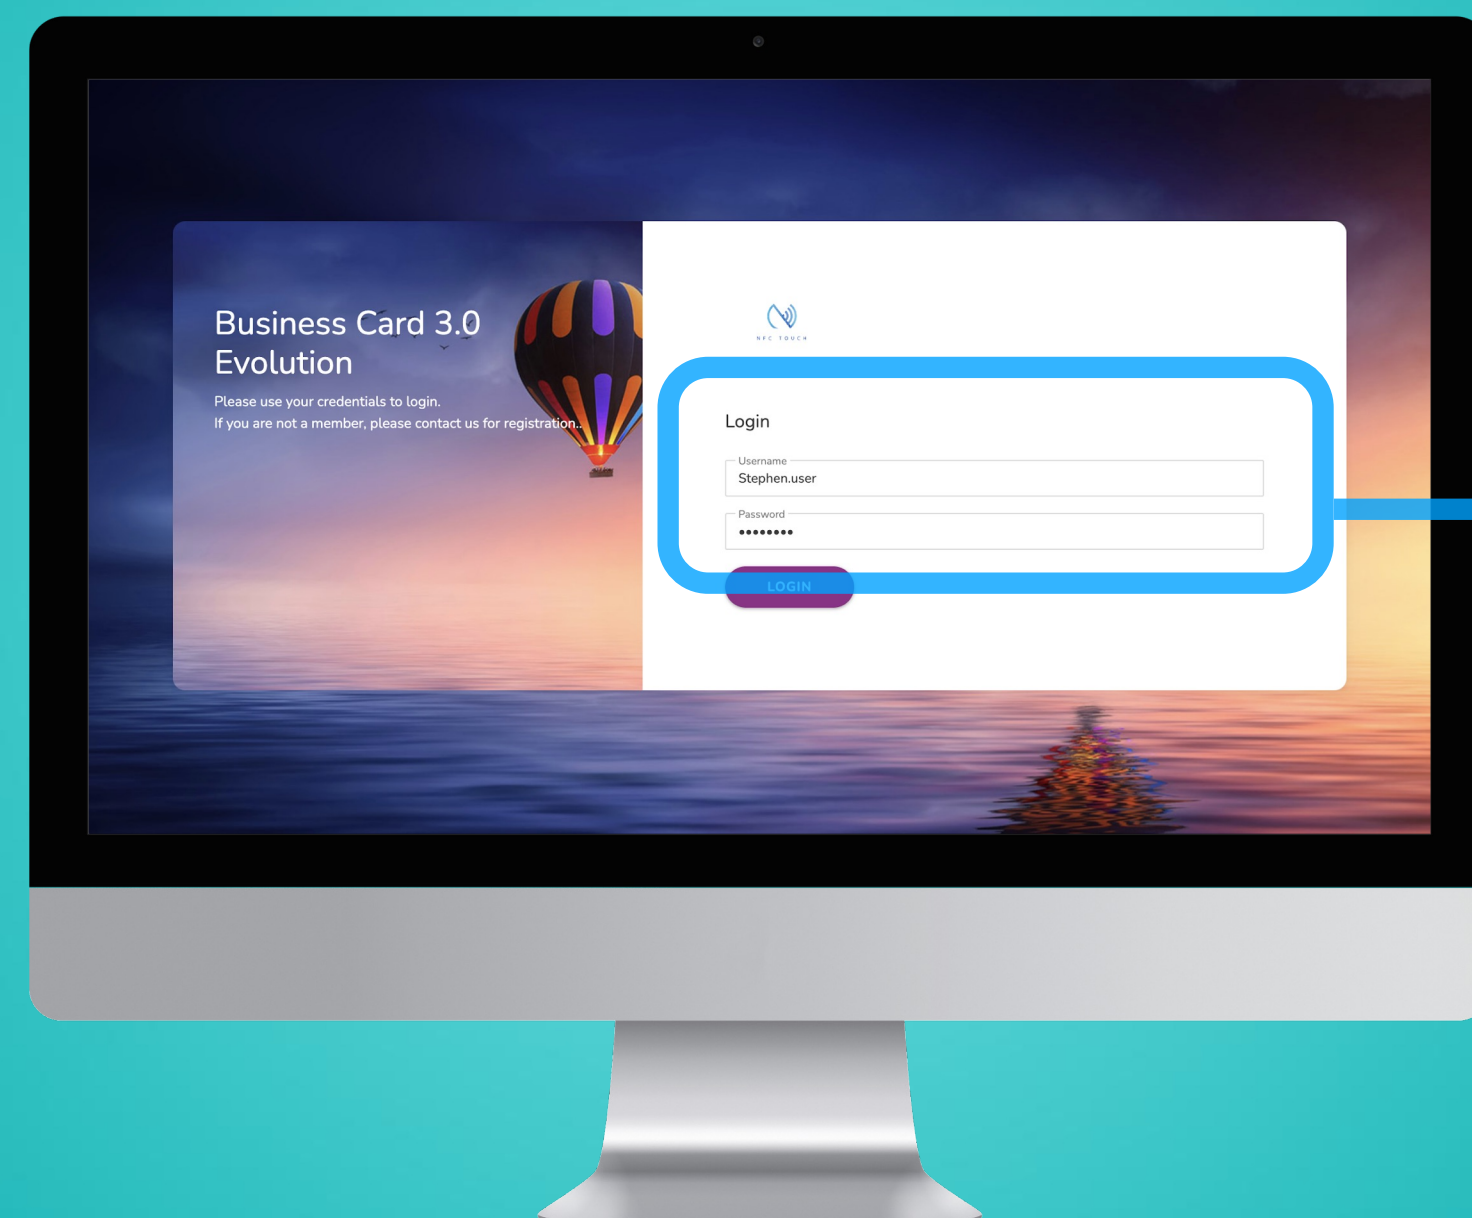 Business Card 3.0
Evolution
Please use your credentials to login.
If you are not a member, please contact us for registration..
NFC TOUCH
Login
Username
Stephen.user
Password
••••••••
LOGIN